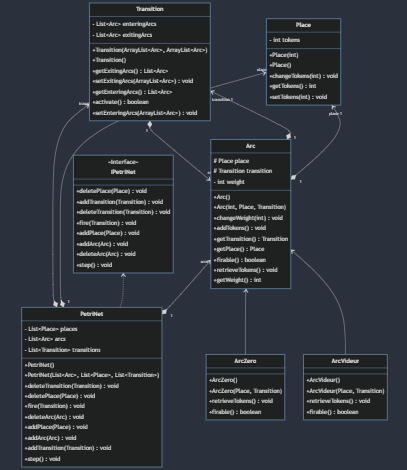 Transition
- List<Arc> enteringArcs
- List<Arc> exitingArcs
+Transition(ArrayList<Arc>, ArrayList<Arc>)
+Transition()
+getExitingArcs() : List<Arc>
+setExitingArcs(ArrayList<Arc>) : void
+getEnteringArcs() : List<Arc>
+activate() : boolean
+setEnteringArcs(ArrayList<Arc>) : void
Place
- int tokens
+Place(int)
+Place()
+changeTokens(int) : void
+getTokens() : int
+setTokens(int) : void
transition 1
place 1
1
1
1
Arc
# Place place
# Transition transition
- int weight
+Arc()
+Arc(int, Place, Transition)
+changeWeight(int) : void
+addTokens() : void
+getTransition() : Transition
+getPlace() : Place
+firable() : boolean
+retrieveTokens() : void
+getWeight() : int
«Interface»
IPetriNet
+deletePlace(Place) : void
+addTransition(Transition) : void
+deleteTransition(Transition) : void
+fire(Transition) : void
+addPlace(Place) : void
+addArc(Arc) : void
+deleteArc(Arc) : void
+step() : void
1
1
PetriNet
- List<Place> places
- List<Arc> arcs
- List<Transition> transitions
+PetriNet()
+PetriNet(List<Arc>, List<Place>, List<Transition>)
+deleteTransition(Transition) : void
+deletePlace(Place) : void
+fire(Transition) : void
+deleteArc(Arc) : void
+addPlace(Place) : void
+addArc(Arc) : void
+addTransition(Transition) : void
+step() : void
ArcZero
+ArcZero()
+ArcZero(Place, Transition)
+retrieveTokens() : void
+firable() : boolean
ArcVideur
+ArcVideur()
+ArcVideur(Place, Transition)
+retrieveTokens() : void
+firable() : boolean